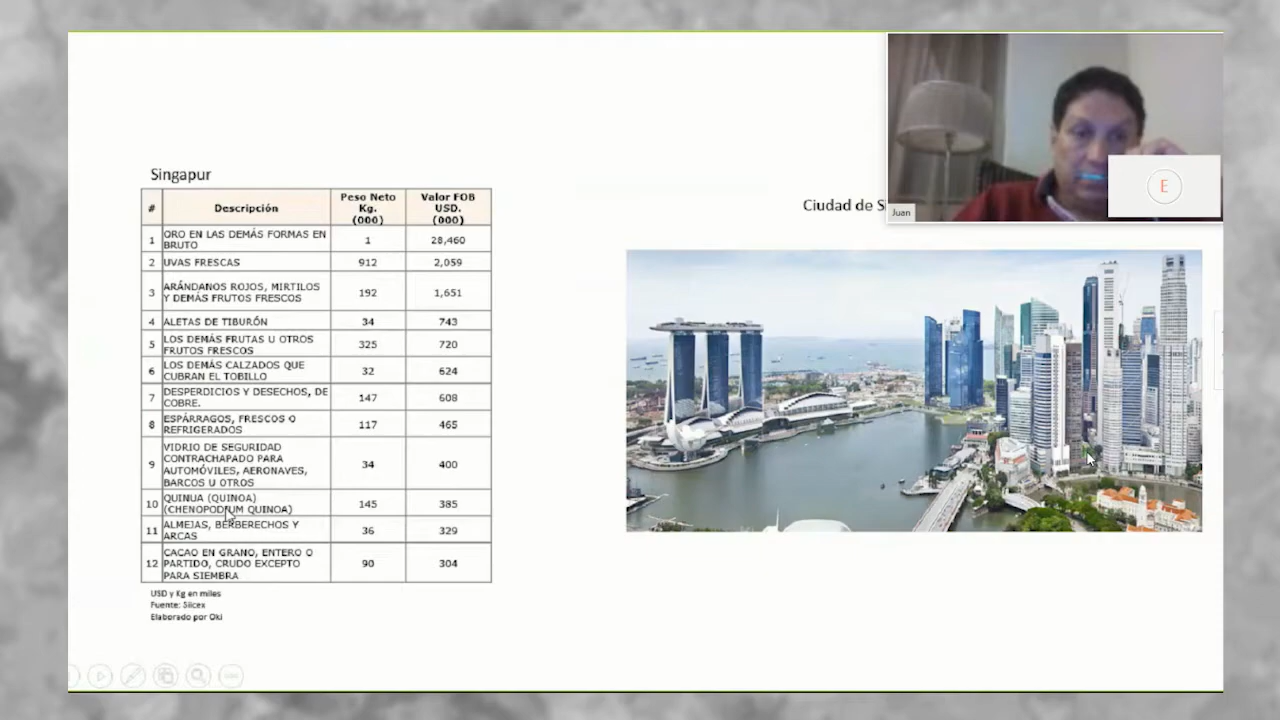 Singapur
# Descripción Peso Neto Kg. (000) Valor FOB USD. (000)
1 ORO EN LAS DEMÁS FORMAS EN BRUTO 1 28,460
2 UVAS FRESCAS 912 2,059
3 ARÁNDANOS ROJOS, MIRTILOS Y DEMÁS FRUTOS FRESCOS 192 1,651
4 ALETAS DE TIBURÓN 34 743
5 LOS DEMÁS FRUTAS U OTROS FRUTOS FRESCOS 325 720
6 LOS DEMÁS CALZADOS QUE CUBRAN EL TOBILLO 32 624
7 DESPERDICIOS Y DESECHOS, DE COBRE. 147 608
8 ESPÁRRAGOS, FRESCOS O REFRIGERADOS 117 465
9 VIDRIO DE SEGURIDAD CONTRACHAPADO PARA AUTOMÓVILES, AERONAVES, BARCOS U OTROS 34 400
10 QUINUA (QUINOA) (CHENOPODIUM QUINOA) 145 385
11 ALMEJAS, BERBERECHOS Y ARCAS 36 329
12 CACAO EN GRANO, ENTERO O PARTIDO, CRUDO EXCEPTO PARA SIEMBRA 90 304
USD y Kg en miles
Fuente: Siicex
Elaborado por Oki
Ciudad de S
Juan
E